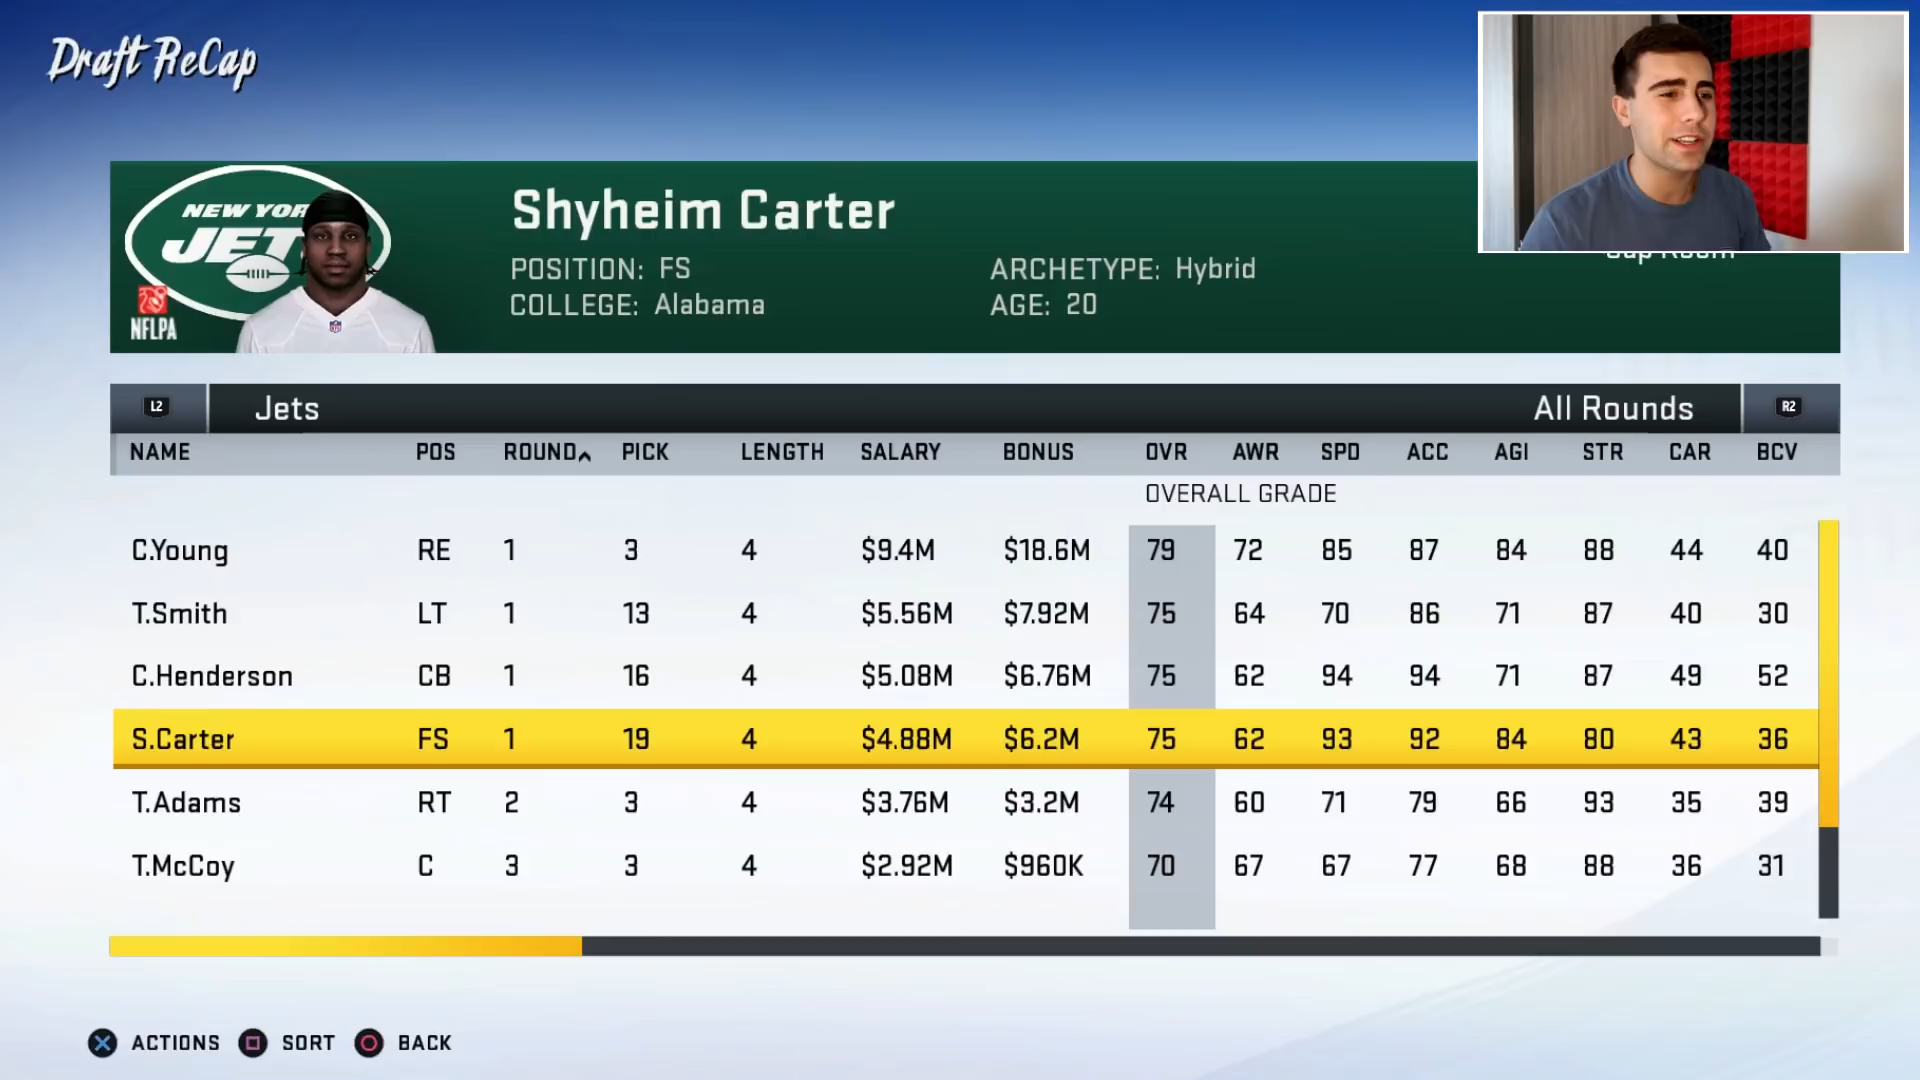 Draft ReCap
NEW YOR
JET
NFLPA
Shyheim Carter
POSITION: FS
COLLEGE: Alabama
ARCHETYPE: Hybrid
AGE: 20
Cap Room
L2 Jets All Rounds R2
NAME POS ROUND PICK LENGTH SALARY BONUS OVR AWR SPD ACC AGI STR CAR BCV
OVERALL GRADE
C.Young RE 1 3 4 $9.4M $18.6M 79 72 85 87 84 88 44 40
T.Smith LT 1 13 4 $5.56M $7.92M 75 64 70 86 71 87 40 30
C.Henderson CB 1 16 4 $5.08M $6.76M 75 62 94 94 71 87 49 52
S.Carter FS 1 19 4 $4.88M $6.2M 75 62 93 92 84 80 43 36
T.Adams RT 2 3 4 $3.76M $3.2M 74 60 71 79 66 93 35 39
T.McCoy C 3 3 4 $2.92M $960K 70 67 67 77 68 88 36 31
ACTIONS SORT BACK